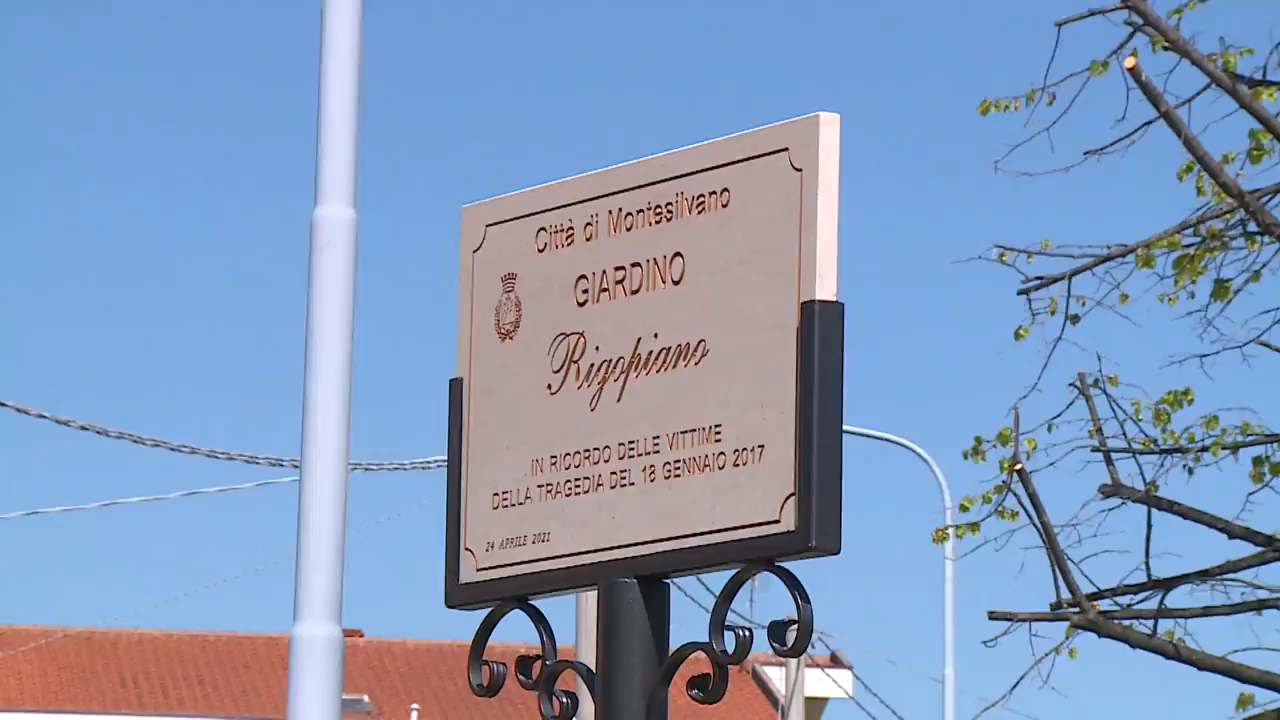 Città di Montesilvano
GIARDINO
Rigopiano
IN RICORDO DELLE VITTIME
DELLA TRAGEDIA DEL 18 GENNAIO 2017
24 APRILE 2021